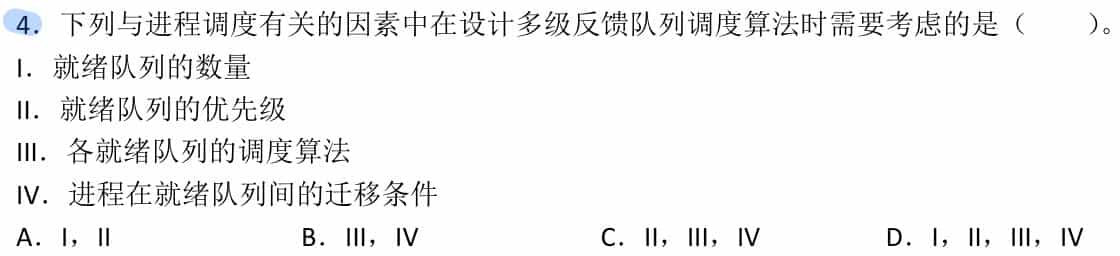 4. 下列与进程调度有关的因素中在设计多级反馈队列调度算法时需要考虑的是（  ）。
I. 就绪队列的数量
II. 就绪队列的优先级
III. 各就绪队列的调度算法
IV. 进程在就绪队列间的迁移条件
A. I，II B. III，IV C. II，III，IV D. I，II，III，IV